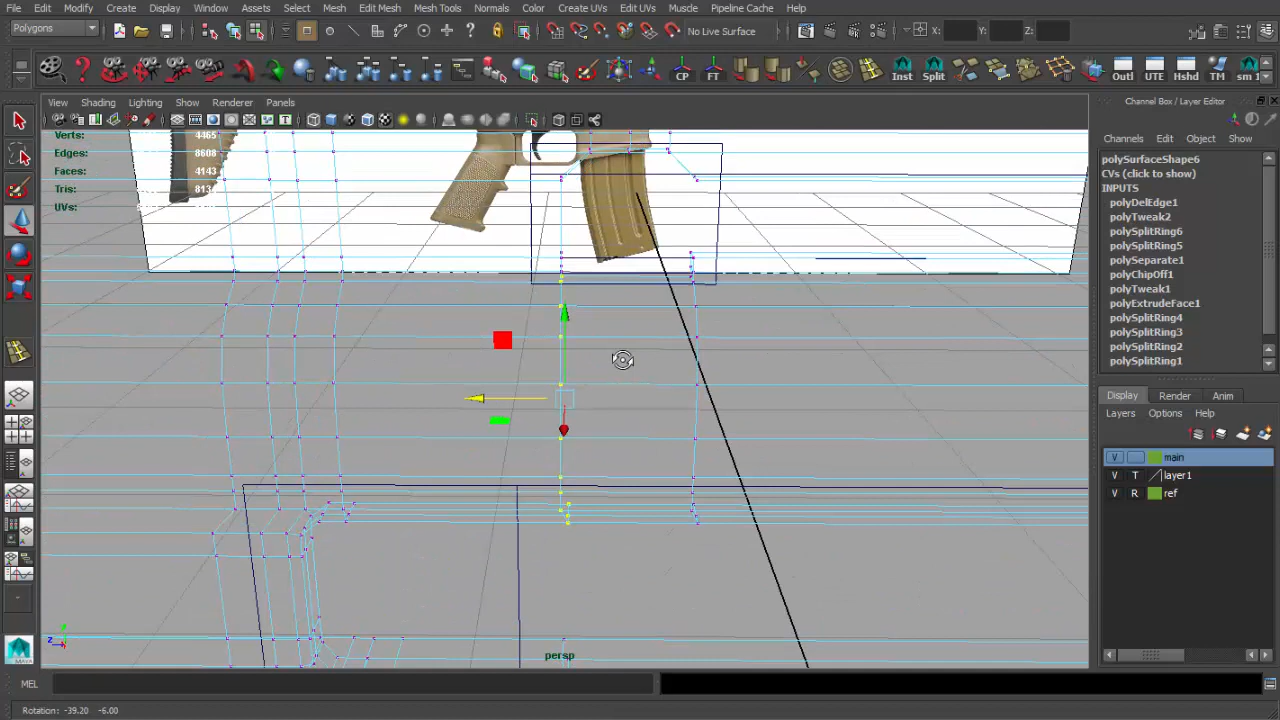 File Edit Modify Create Display Window Assets Select Mesh Edit Mesh Mesh Tools Normals Color Create UVs Edit UVs Muscle Pipeline Cache Help
Polygons No Live Surface X: Y: Z:
CP FT Inst Split Outl UTE Hshd TM sm 1
View Shading Lighting Show Renderer Panels
Channel Box / Layer Editor
Channels Edit Object Show
Verts: 4465
Edges: 8608
Faces: 4143
Tris: 813
UVs:
polySurfaceShape6
CVs (click to show)
INPUTS
polyDelEdge1
polyTweak2
polySplitRing6
polySplitRing5
polySeparate1
polyChipOff1
polyTweak1
polyExtrudeFace1
polySplitRing4
polySplitRing3
polySplitRing2
polySplitRing1
Display Render Anim
Layers Options Help
V main
V T layer1
V R ref
z y
persp
MAYA
MEL
Rotation: -39.20 -6.00